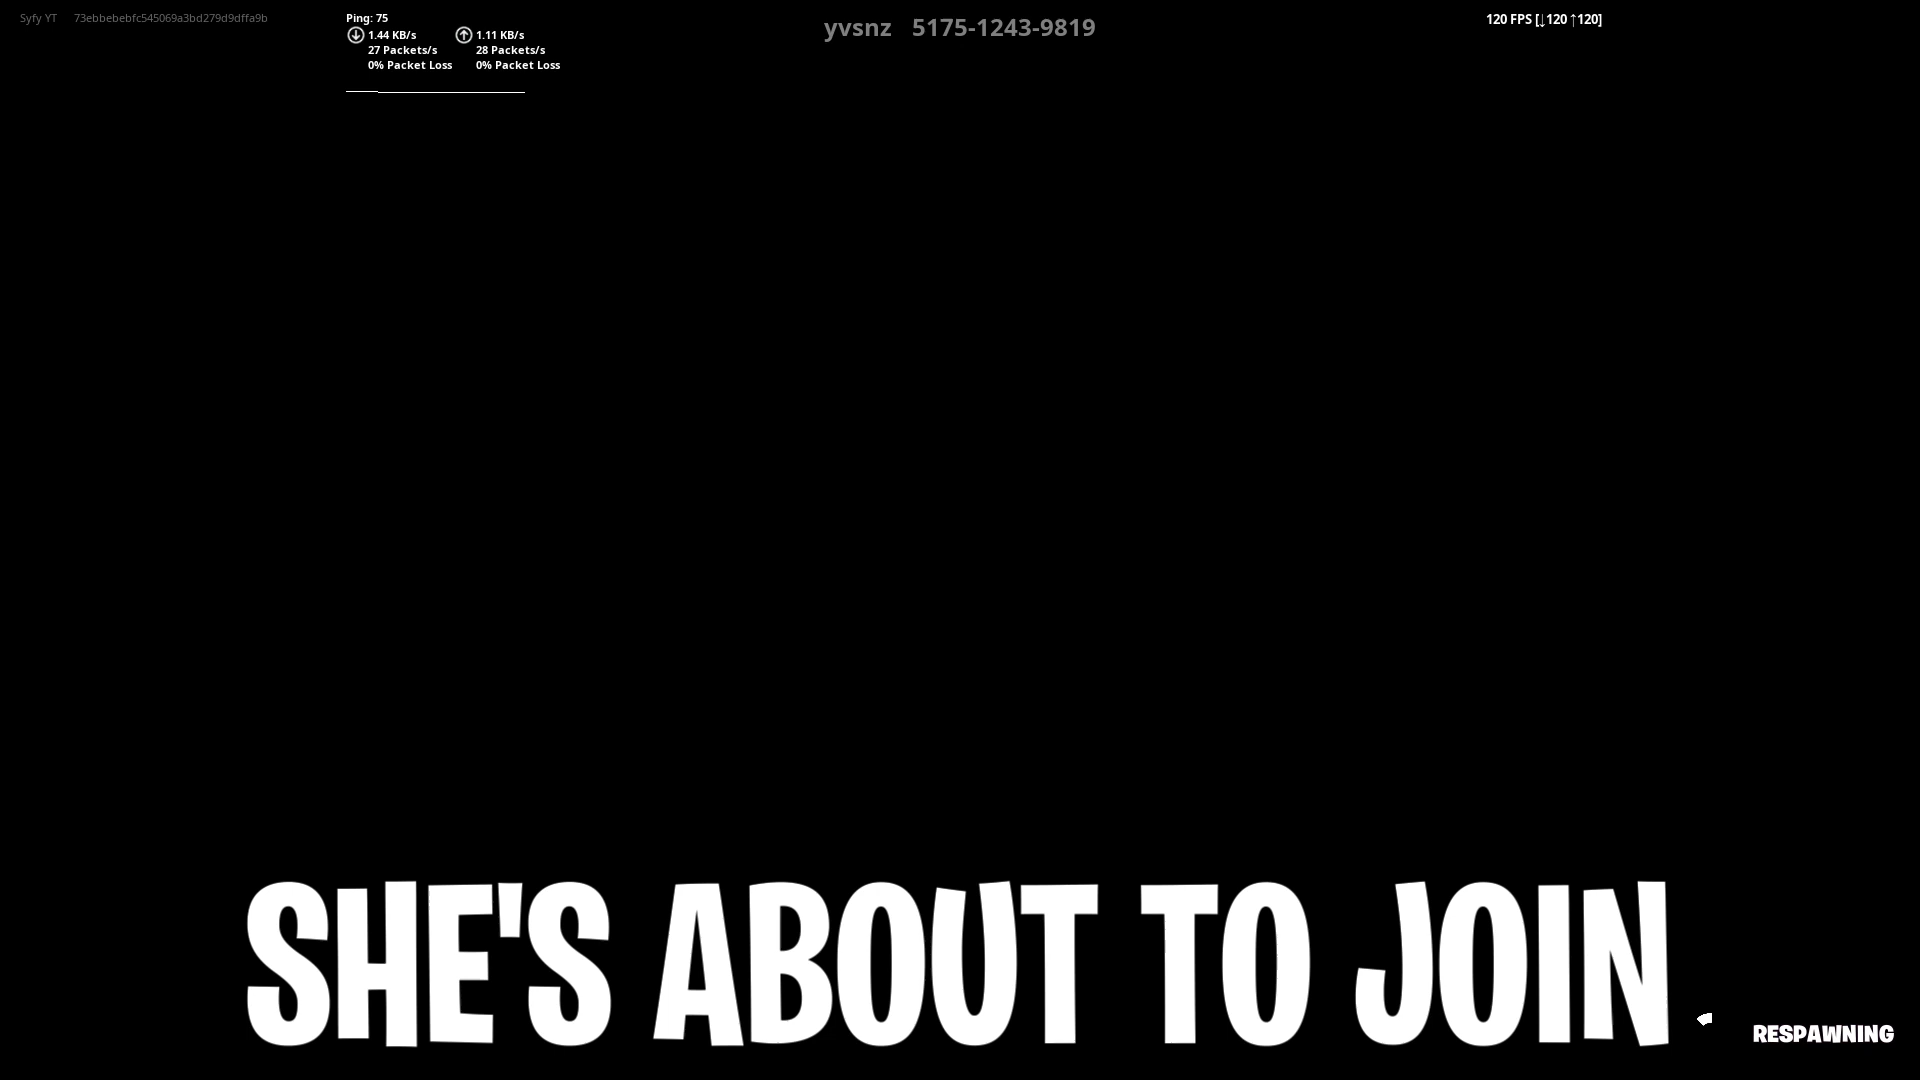 Syfy YT 73ebbebebfc545069a3bd279d9dffa9b
Ping: 75
1.44 KB/s 1.11 KB/s
27 Packets/s 28 Packets/s
0% Packet Loss 0% Packet Loss
yvsnz 5175-1243-9819
120 FPS [↓120 ↑120]
SHE'S ABOUT TO JOIN
RESPAWNING